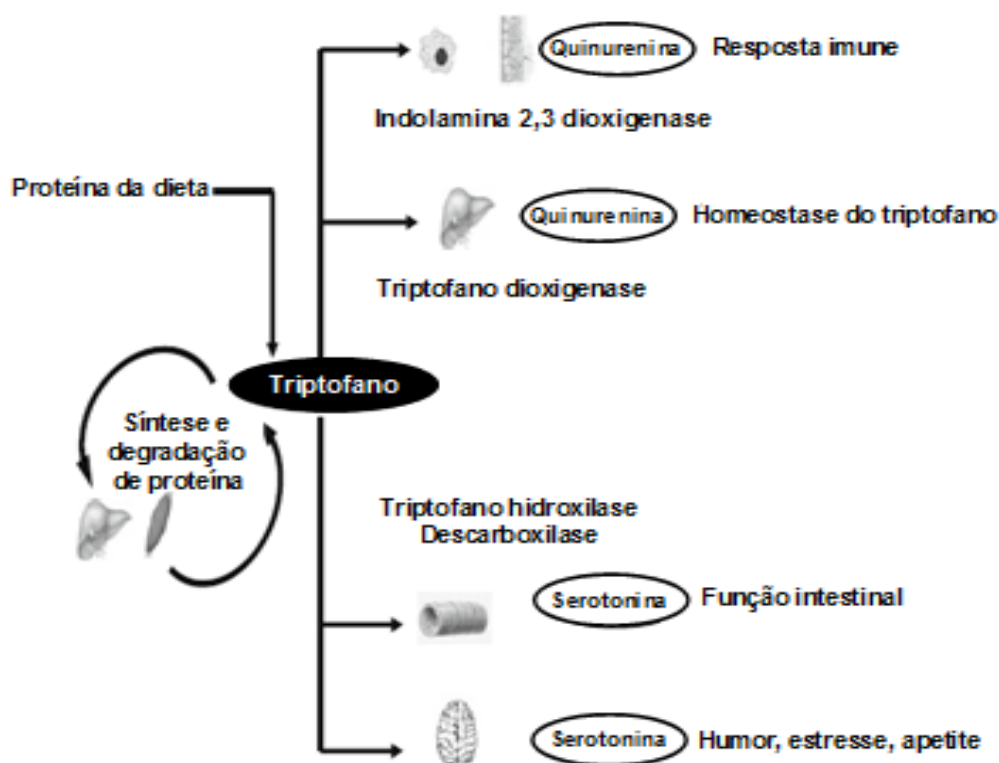 Quinurenina
Resposta imune
Indolamina 2,3 dioxigenase
Proteína da dieta
Quinurenina
Homeostase do triptofano
Triptofano dioxigenase
Triptofano
Síntese e
degradação
de proteína
Triptofano hidroxilase
Descarboxilase
Serotonina
Função intestinal
Serotonina
Humor, estresse, apetite